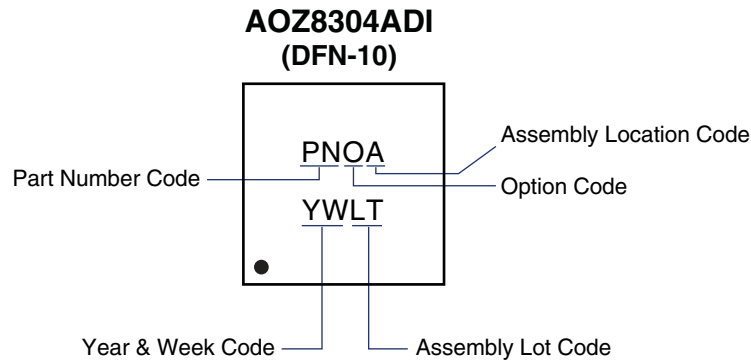 AOZ8304ADI
(DFN-10)
Assembly Location Code
PNOA
Part Number Code
Option Code
YWLT
Year & Week Code
Assembly Lot Code